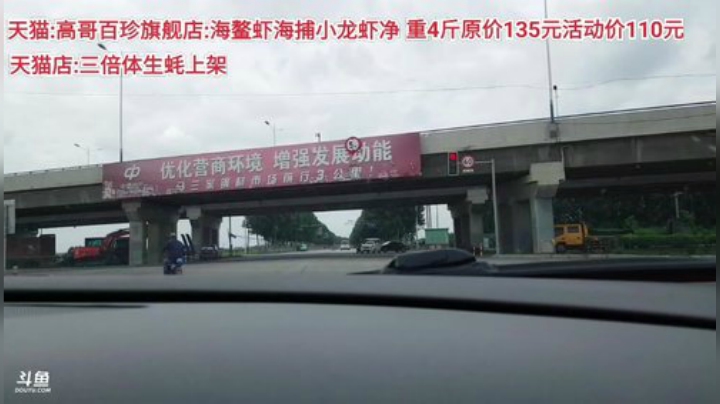 天猫:高哥百珍旗舰店:海鳌虾海捕小龙虾净 重4斤原价135元活动价110元
天猫店:三倍体生蚝上架
优化营商环境 增强发展动能
斗鱼
DOUYU.COM